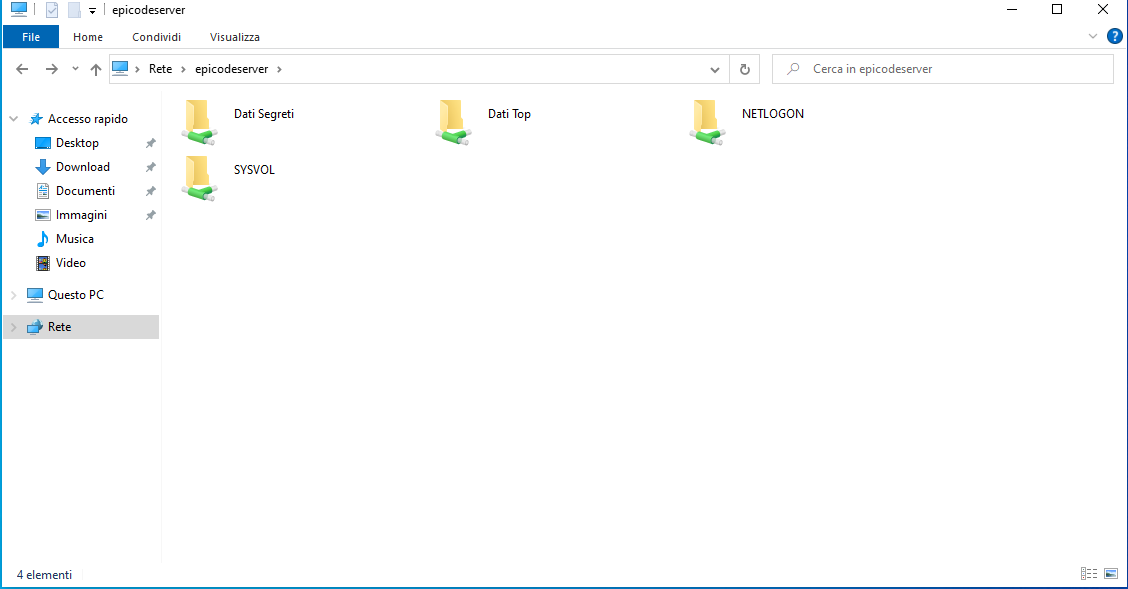 epicodeserver
File Home Condividi Visualizza
Rete epicodeserver Cerca in epicodeserver
Accesso rapido
Desktop
Download
Documenti
Immagini
Musica
Video
Questo PC
Rete
Dati Segreti Dati Top NETLOGON
SYSVOL
4 elementi